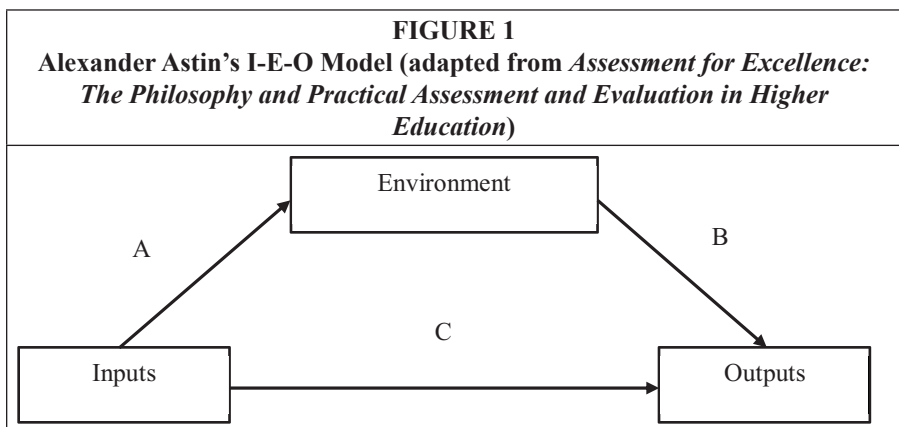 FIGURE 1
Alexander Astin’s I-E-O Model (adapted from Assessment for Excellence:
The Philosophy and Practical Assessment and Evaluation in Higher
Education)
Environment
A
B
C
Inputs
Outputs